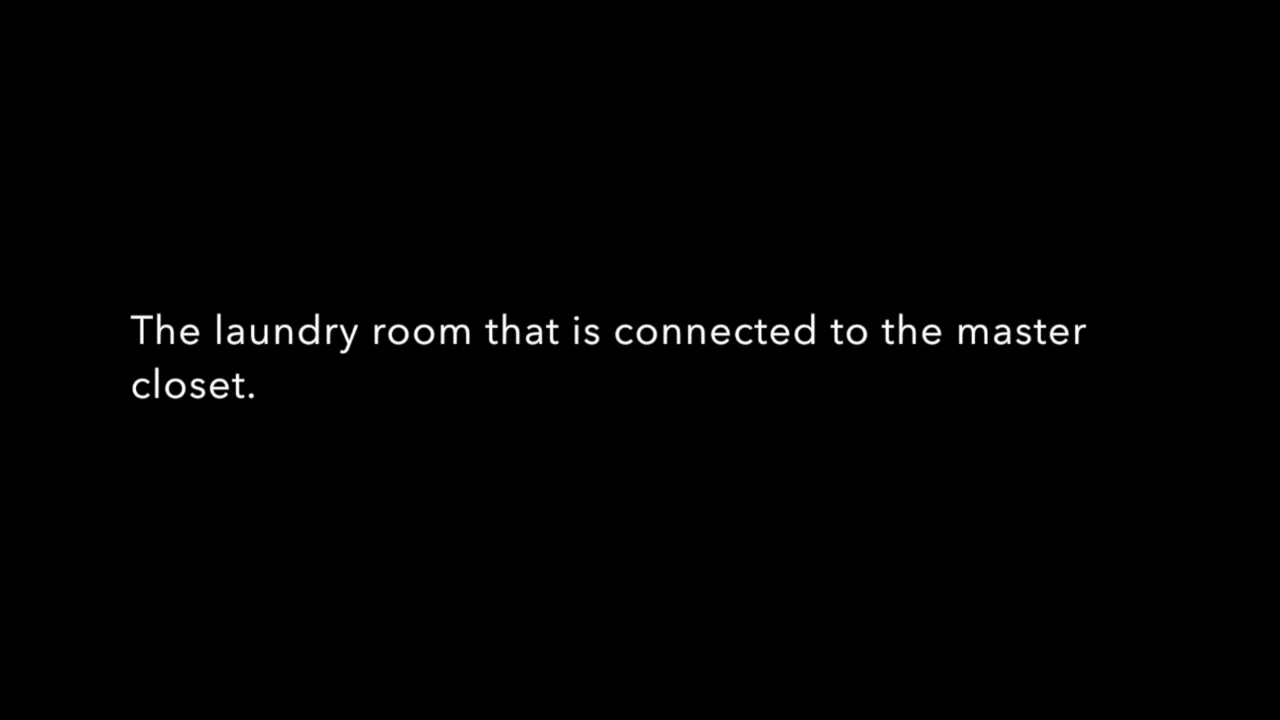 The laundry room that is connected to the master
closet.